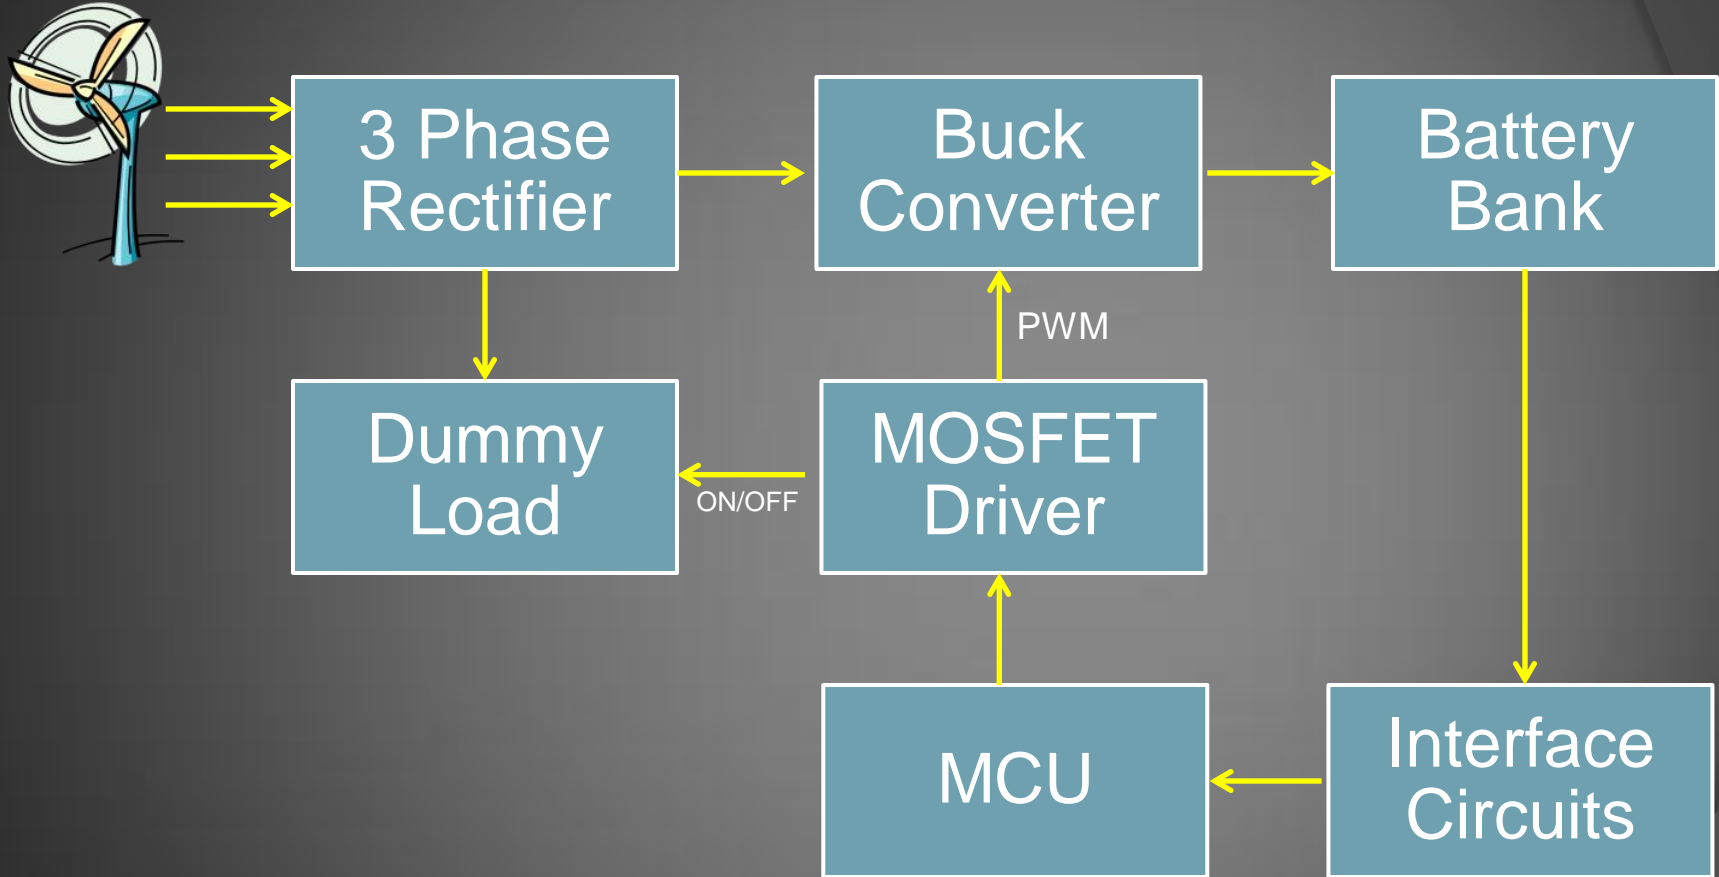 3 Phase
Rectifier
Buck
Converter
Battery
Bank
PWM
Dummy
Load
ON/OFF
MOSFET
Driver
MCU
Interface
Circuits